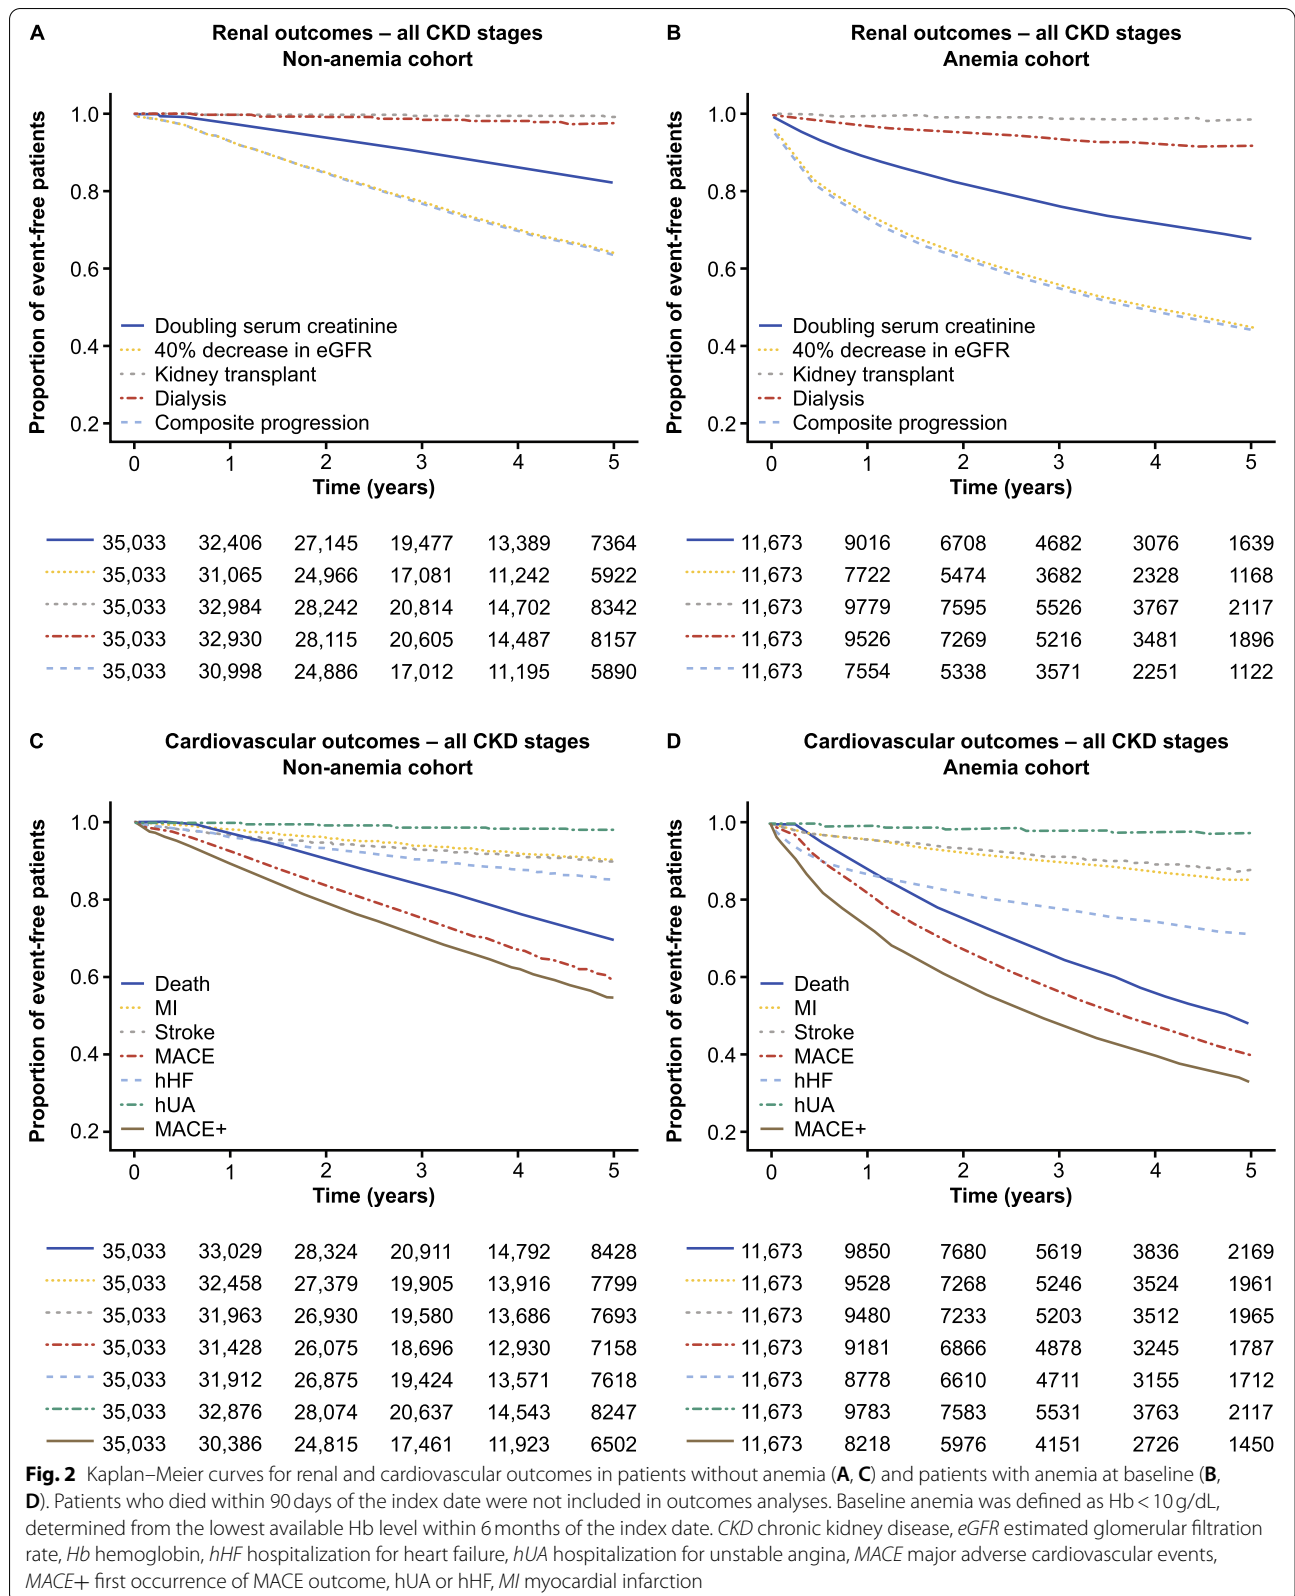 A
Renal outcomes – all CKD stages
Non-anemia cohort
Proportion of event-free patients
1.0
0.8
0.6
0.4
0.2
Doubling serum creatinine
40% decrease in eGFR
Kidney transplant
Dialysis
Composite progression
0 1 2 3 4 5
Time (years)
35,033 32,406 27,145 19,477 13,389 7364
35,033 31,065 24,966 17,081 11,242 5922
35,033 32,984 28,242 20,814 14,702 8342
35,033 32,930 28,115 20,605 14,487 8157
35,033 30,998 24,886 17,012 11,195 5890
B
Renal outcomes – all CKD stages
Anemia cohort
Proportion of event-free patients
1.0
0.8
0.6
0.4
0.2
Doubling serum creatinine
40% decrease in eGFR
Kidney transplant
Dialysis
Composite progression
0 1 2 3 4 5
Time (years)
11,673 9016 6708 4682 3076 1639
11,673 7722 5474 3682 2328 1168
11,673 9779 7595 5526 3767 2117
11,673 9526 7269 5216 3481 1896
11,673 7554 5338 3571 2251 1122
C
Cardiovascular outcomes – all CKD stages
Non-anemia cohort
Proportion of event-free patients
1.0
0.8
0.6
0.4
0.2
Death
MI
Stroke
MACE
hHF
hUA
MACE+
0 1 2 3 4 5
Time (years)
35,033 33,029 28,324 20,911 14,792 8428
35,033 32,458 27,379 19,905 13,916 7799
35,033 31,963 26,930 19,580 13,686 7693
35,033 31,428 26,075 18,696 12,930 7158
35,033 31,912 26,875 19,424 13,571 7618
35,033 32,876 28,074 20,637 14,543 8247
35,033 30,386 24,815 17,461 11,923 6502
D
Cardiovascular outcomes – all CKD stages
Anemia cohort
Proportion of event-free patients
1.0
0.8
0.6
0.4
0.2
Death
MI
Stroke
MACE
hHF
hUA
MACE+
0 1 2 3 4 5
Time (years)
11,673 9850 7680 5619 3836 2169
11,673 9528 7268 5246 3524 1961
11,673 9480 7233 5203 3512 1965
11,673 9181 6866 4878 3245 1787
11,673 8778 6610 4711 3155 1712
11,673 9783 7583 5531 3763 2117
11,673 8218 5976 4151 2726 1450
Fig. 2 Kaplan–Meier curves for renal and cardiovascular outcomes in patients without anemia (A, C) and patients with anemia at baseline (B,
D). Patients who died within 90 days of the index date were not included in outcomes analyses. Baseline anemia was defined as Hb < 10 g/dL,
determined from the lowest available Hb level within 6 months of the index date. CKD chronic kidney disease, eGFR estimated glomerular filtration
rate, Hb hemoglobin, hHF hospitalization for heart failure, hUA hospitalization for unstable angina, MACE major adverse cardiovascular events,
MACE+ first occurrence of MACE outcome, hUA or hHF, MI myocardial infarction